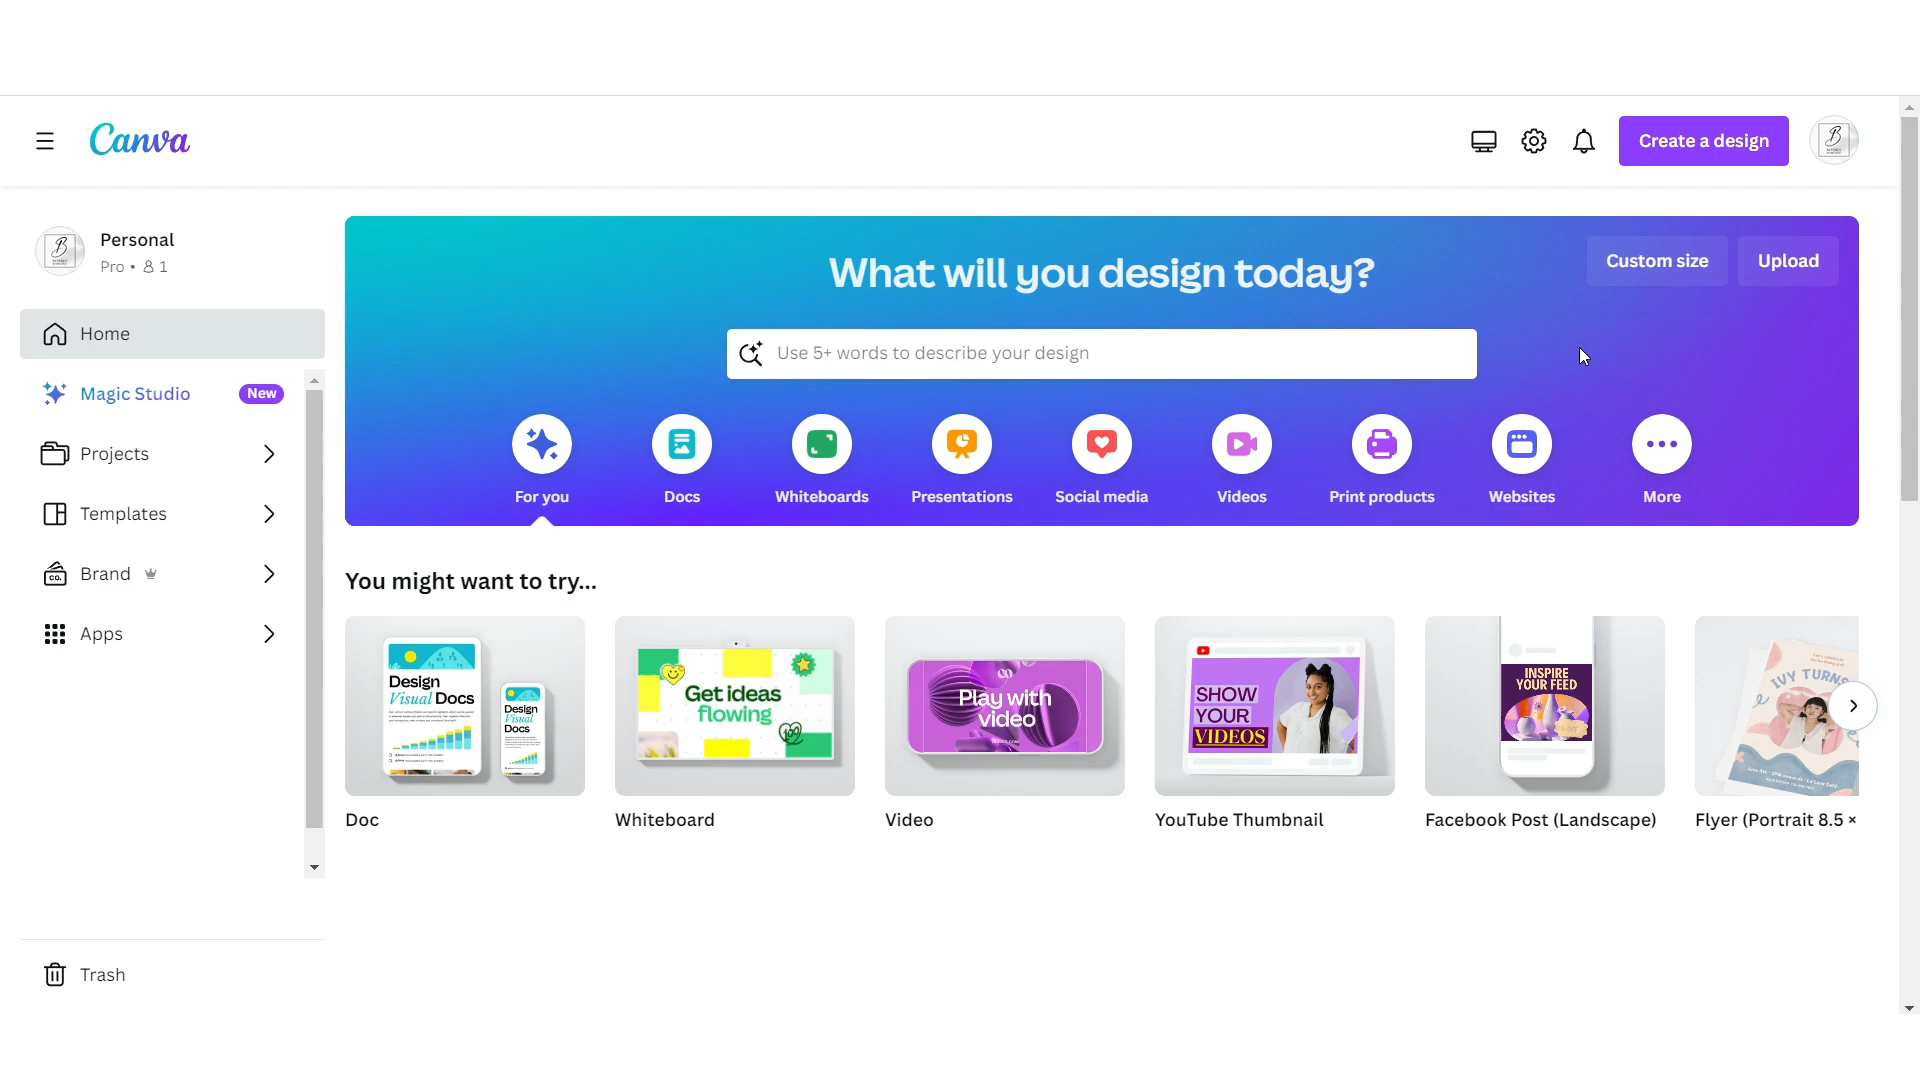 Canva
Create a design
B
Personal
Pro • 1
B
Home
Magic Studio
New
Projects
Templates
Brand
CO.
Apps
Trash
What will you design today?
Custom size
Upload
Use 5+ words to describe your design
For you
Docs
Whiteboards
Presentations
Social media
Videos
Print products
Websites
More
You might want to try...
Design
Visual Docs
Design
Visual
Docs
Doc
Get ideas
flowing
100
Whiteboard
Play with
video
Video
SHOW
YOUR
VIDEOS
YouTube Thumbnail
INSPIRE
YOUR FEED
Facebook Post (Landscape)
IVY TURNS
Flyer (Portrait 8.5 ×